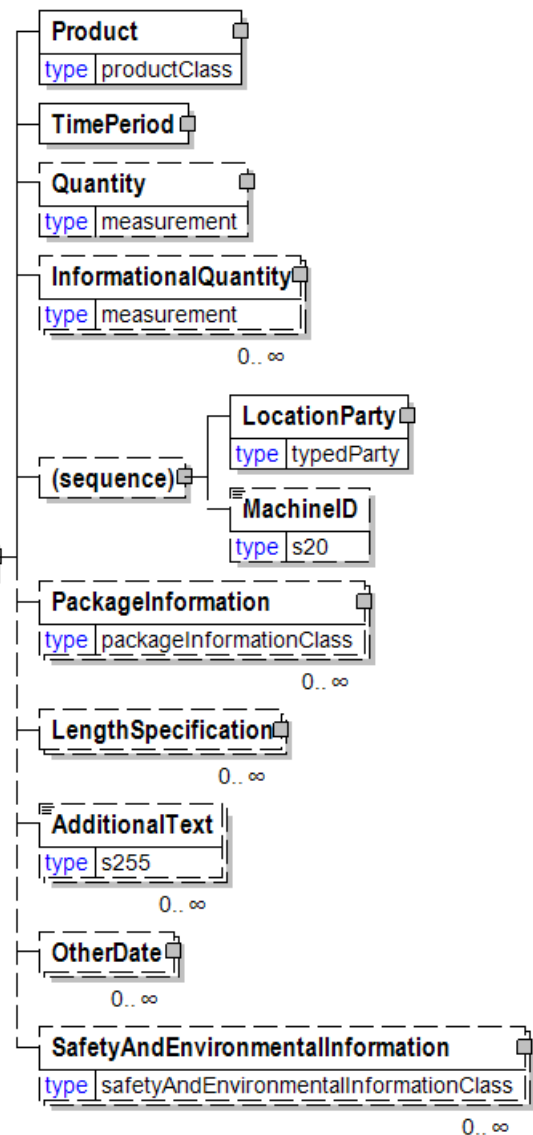 Product
type productClass
TimePeriod
Quantity
type measurement
InformationalQuantity
type measurement
0.. ∞
(sequence)
LocationParty
type typedParty
MachineID
type s20
PackageInformation
type packageInformationClass
0.. ∞
LengthSpecification
0.. ∞
AdditionalText
type s255
0.. ∞
OtherDate
0.. ∞
SafetyAndEnvironmentalInformation
type safetyAndEnvironmentalInformationClass
0.. ∞